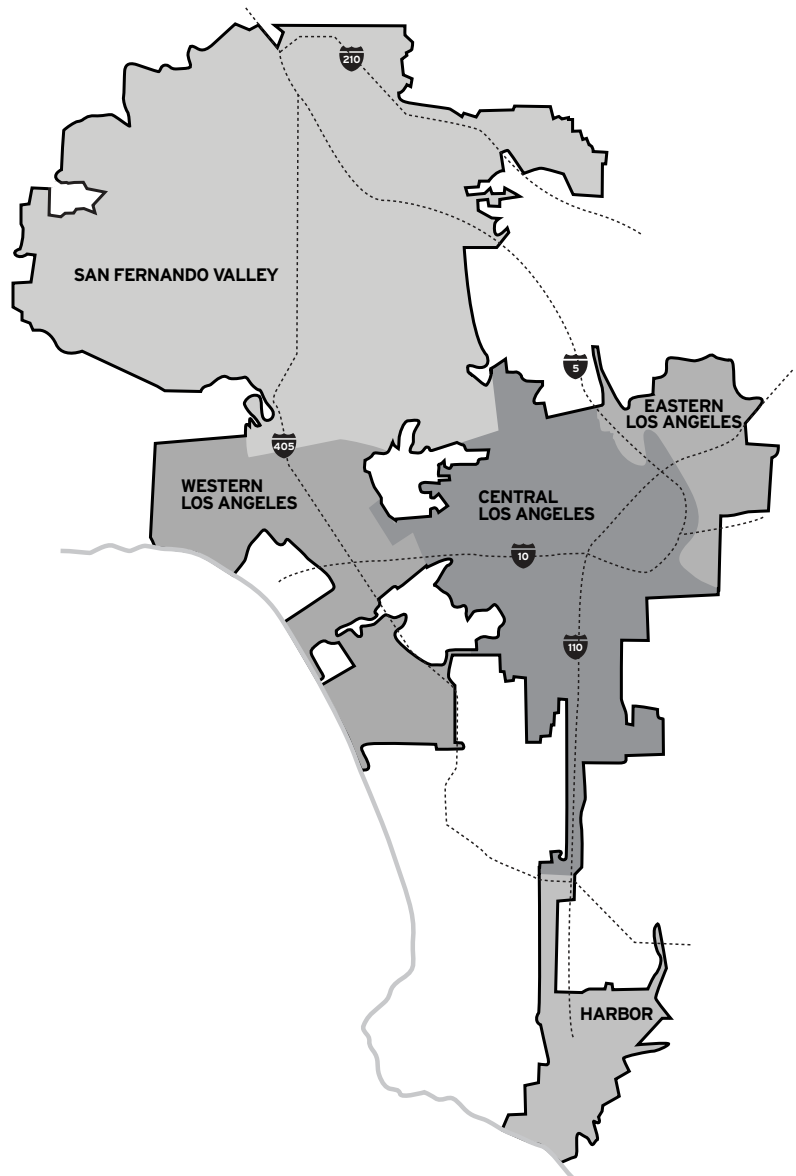 210
SAN FERNANDO VALLEY
5
EASTERN
LOS ANGELES
405
WESTERN
LOS ANGELES
CENTRAL
LOS ANGELES
10
110
HARBOR